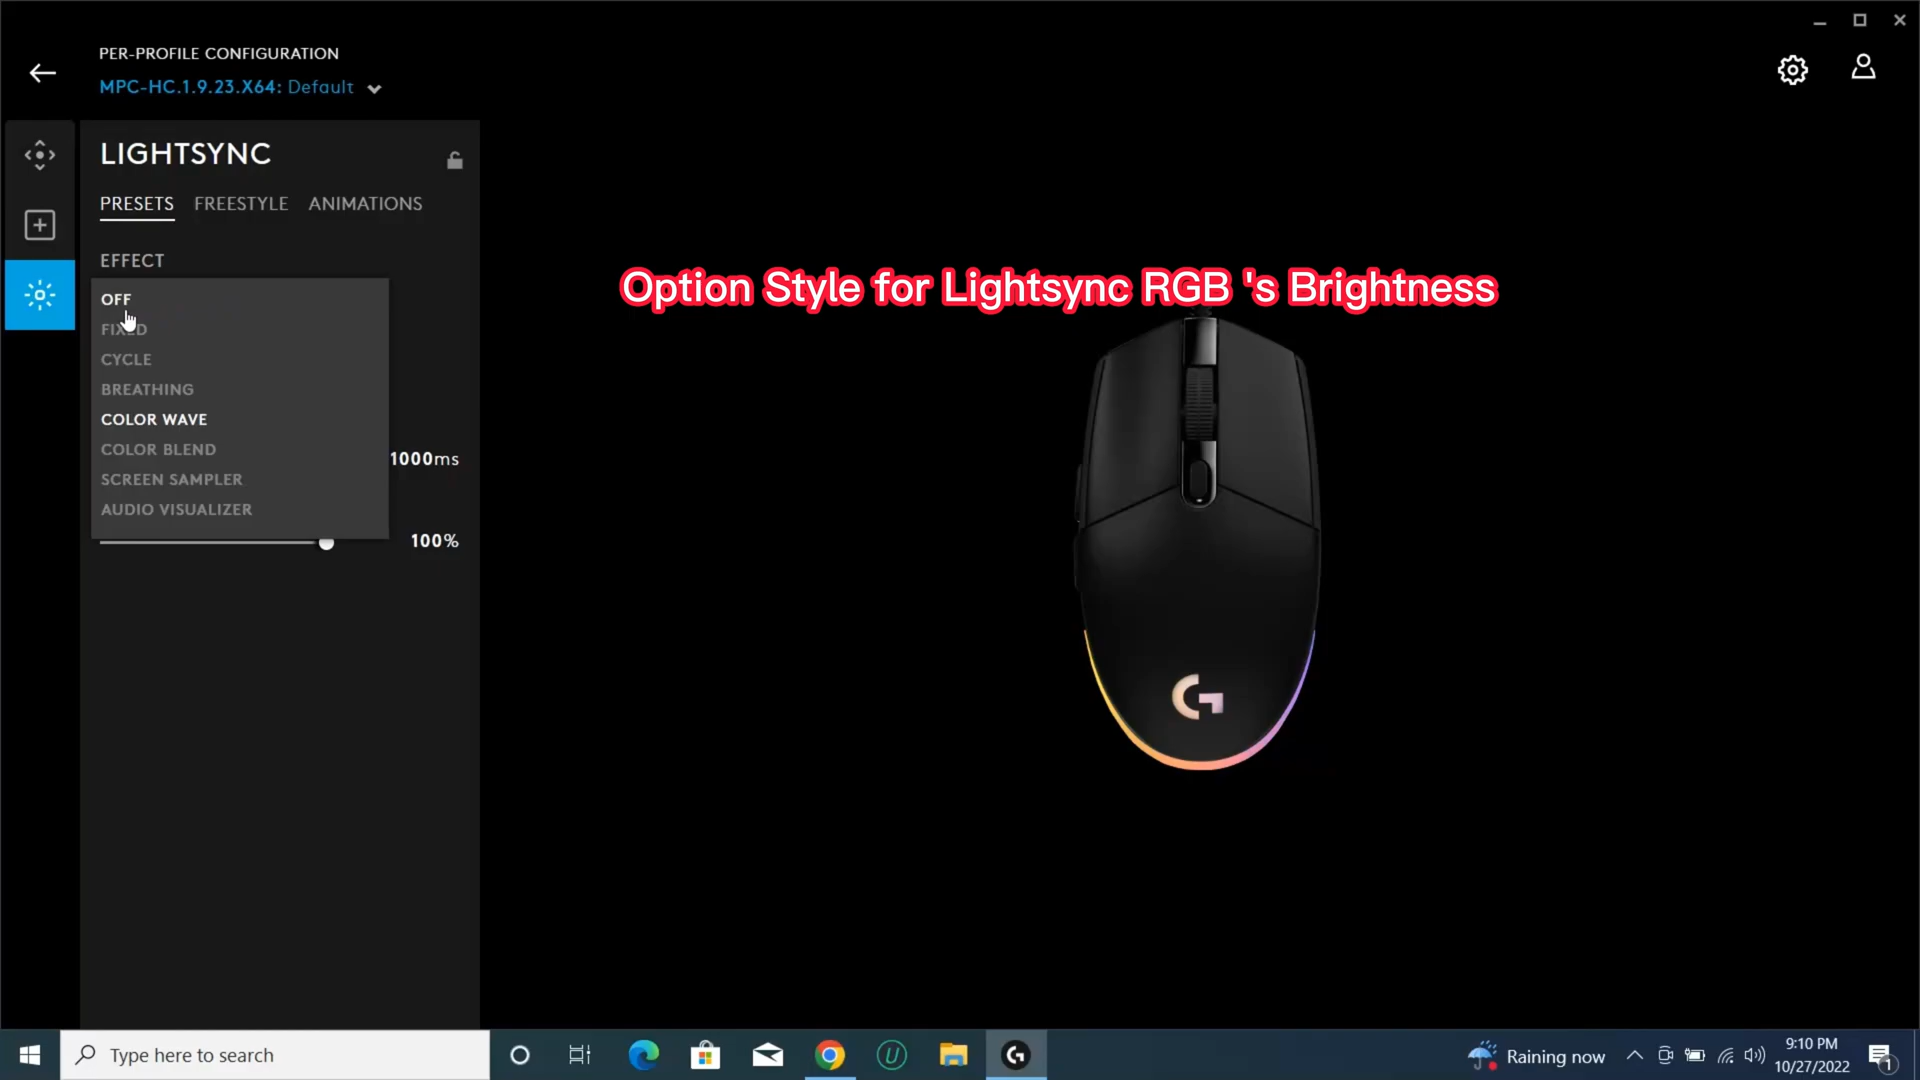 PER-PROFILE CONFIGURATION
MPC-HC.1.9.23.X64: Default
LIGHTSYNC
PRESETS FREESTYLE ANIMATIONS
EFFECT
Option Style for Lightsync RGB 's Brightness
OFF
FIXED
CYCLE
BREATHING
COLOR WAVE
COLOR BLEND
1000ms
SCREEN SAMPLER
AUDIO VISUALIZER
100%
G
Type here to search
Raining now
9:10 PM
10/27/2022
1